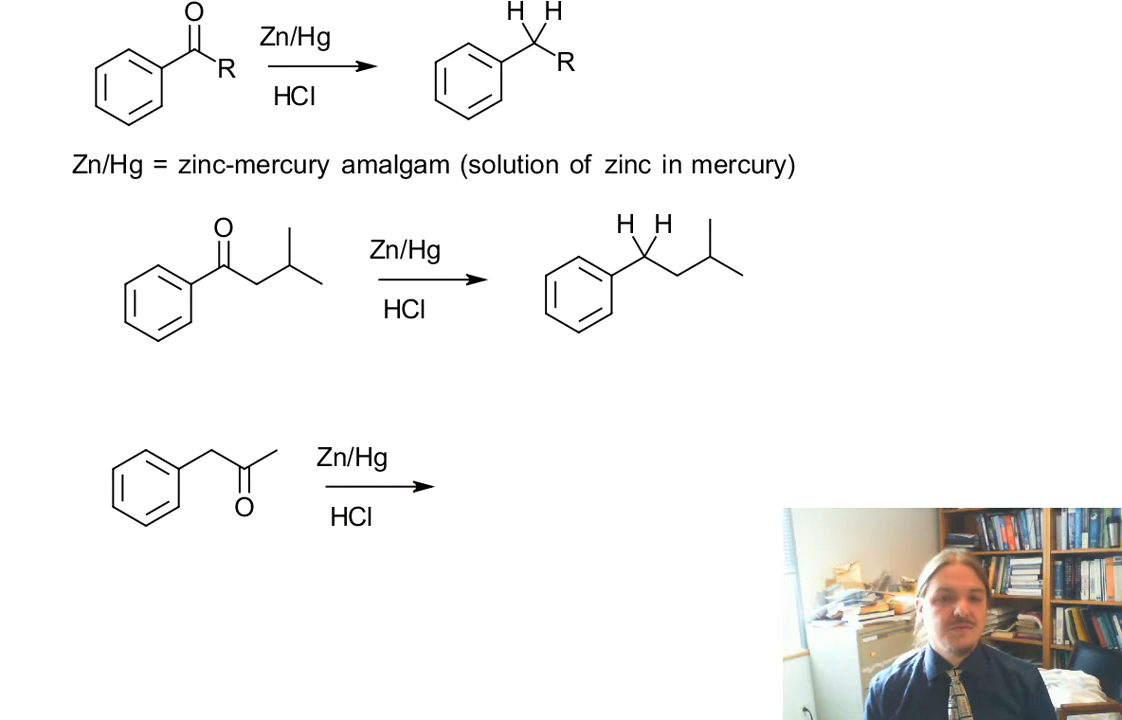 O H H
Zn/Hg
R R
HCl
Zn/Hg = zinc-mercury amalgam (solution of zinc in mercury)
O H H
Zn/Hg
HCl
Zn/Hg
O
HCl